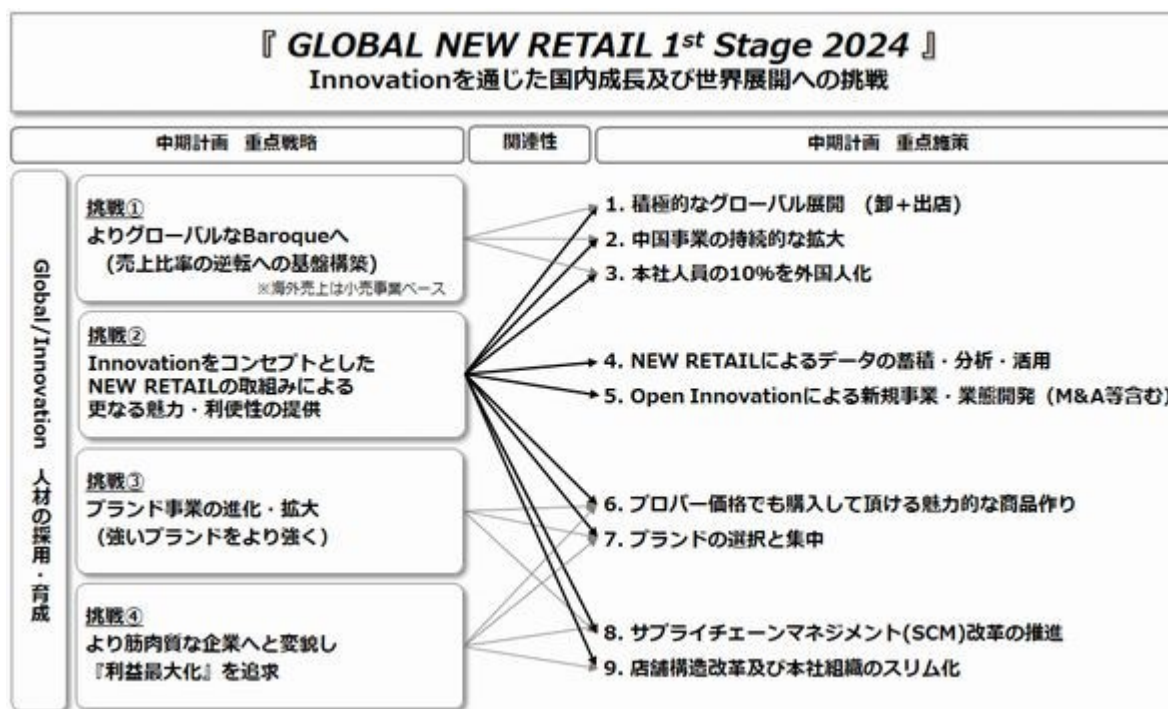 『 GLOBAL NEW RETAIL 1st Stage 2024 』
Innovationを通じた国内成長及び世界展開への挑戦
中期計画 重点戦略
関連性
中期計画 重点施策
Global/Innovation 人材の採用・育成
挑戦①
よりグローバルなBaroqueへ
(売上比率の逆転への基盤構築)
※海外売上は小売事業ベース
挑戦②
Innovationをコンセプトとした
NEW RETAILの取組みによる
更なる魅力・利便性の提供
挑戦③
ブランド事業の進化・拡大
(強いブランドをより強く)
挑戦④
より筋肉質な企業へと変貌し
『利益最大化』を追求
1. 積極的なグローバル展開 (卸+出店)
2. 中国事業の持続的な拡大
3. 本社人員の10%を外国人化
4. NEW RETAILによるデータの蓄積・分析・活用
5. Open Innovationによる新規事業・業態開発 (M&A等含む)
6. プロパー価格でも購入して頂ける魅力的な商品作り
7. ブランドの選択と集中
8. サプライチェーンマネジメント(SCM)改革の推進
9. 店舗構造改革及び本社組織のスリム化